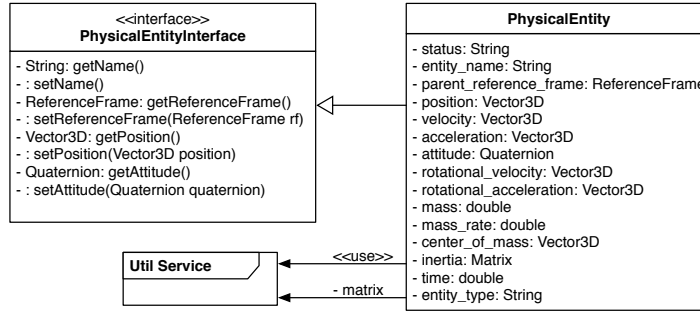 <<interface>>
PhysicalEntityInterface
- String: getName()
- : setName()
- ReferenceFrame: getReferenceFrame()
- : setReferenceFrame(ReferenceFrame rf)
- Vector3D: getPosition()
- : setPosition(Vector3D position)
- Quaternion: getAttitude()
- : setAttitude(Quaternion quaternion)
PhysicalEntity
- status: String
- entity_name: String
- parent_reference_frame: ReferenceFrame
- position: Vector3D
- velocity: Vector3D
- acceleration: Vector3D
- attitude: Quaternion
- rotational_velocity: Vector3D
- rotational_acceleration: Vector3D
- mass: double
- mass_rate: double
- center_of_mass: Vector3D
- inertia: Matrix
- time: double
- entity_type: String
Util Service
<<use>>
- matrix